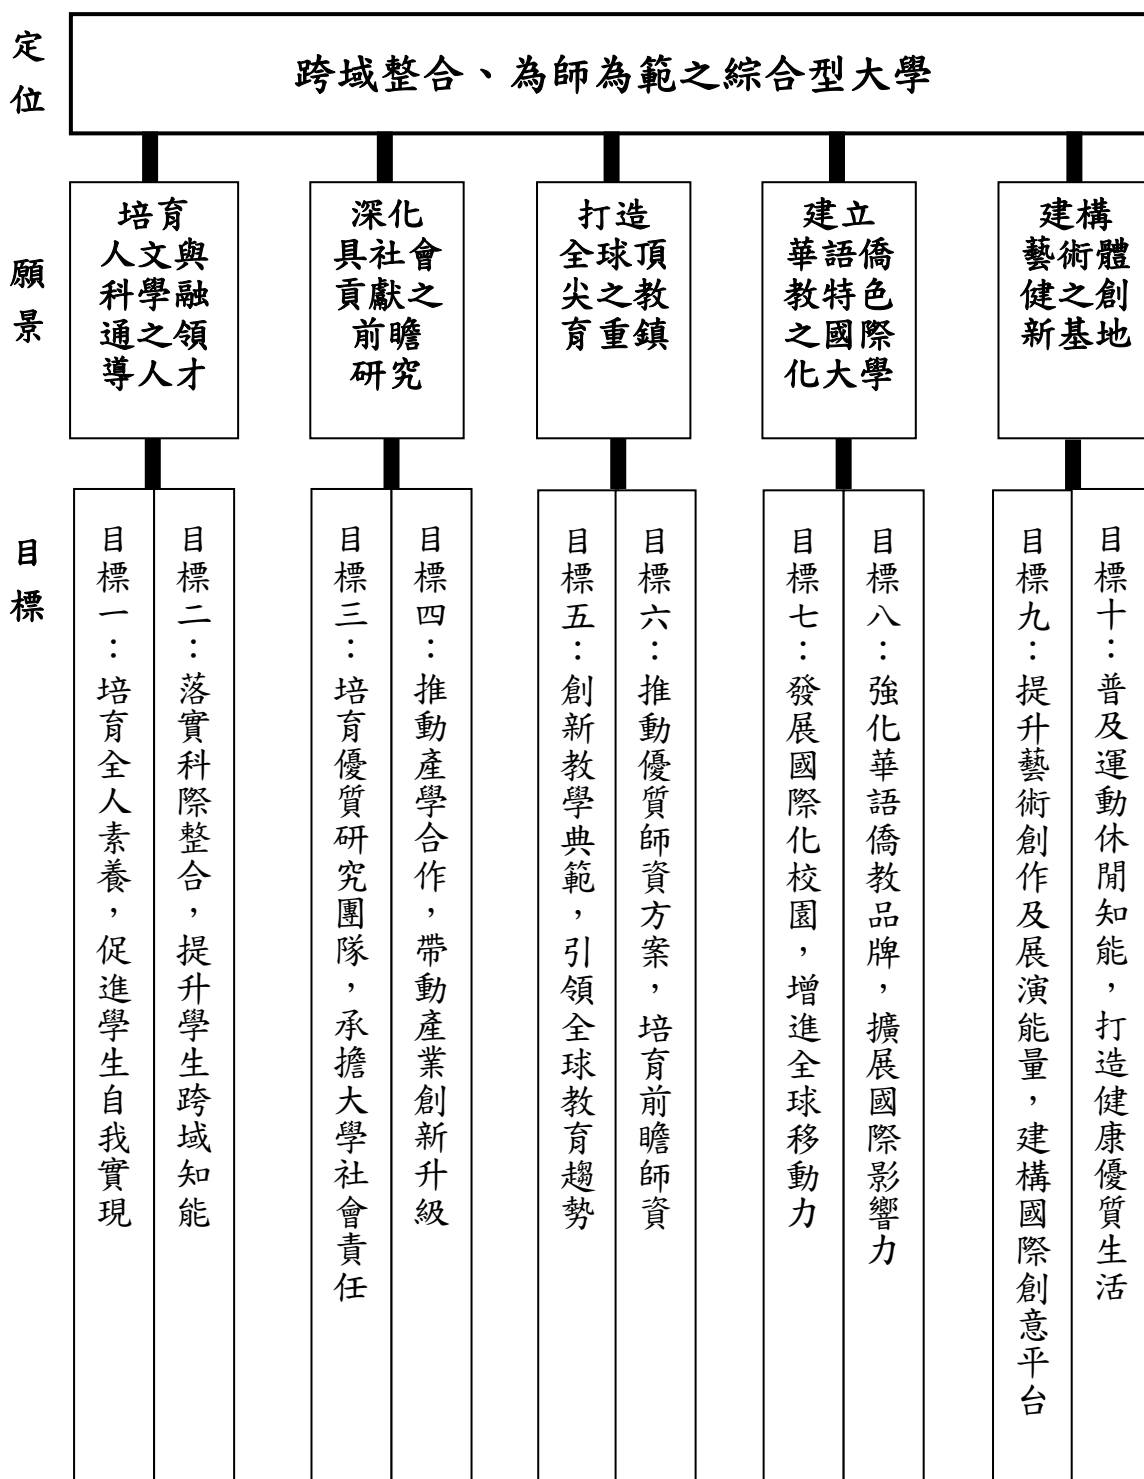 定位
跨域整合、為師為範之綜合型大學
願景
培育
人文與
科學融
通之領
導人才
深化
具社會
貢獻之
前瞻
研究
打造
全球頂
尖之教
育重鎮
建立
華語僑
教特色
之國際
化大學
建構
藝術體
健之創
新基地
目標
目標一：培育全人素養，促進學生自我實現
目標二：落實科際整合，提升學生跨域知能
目標三：培育優質研究團隊，承擔大學社會責任
目標四：推動產學合作，帶動產業創新升級
目標五：創新教學典範，引領全球教育趨勢
目標六：推動優質師資方案，培育前瞻師資
目標七：發展國際化校園，增進全球移動力
目標八：強化華語僑教品牌，擴展國際影響力
目標九：提升藝術創作及展演能量，建構國際創意平台
目標十：普及運動休閒知能，打造健康優質生活